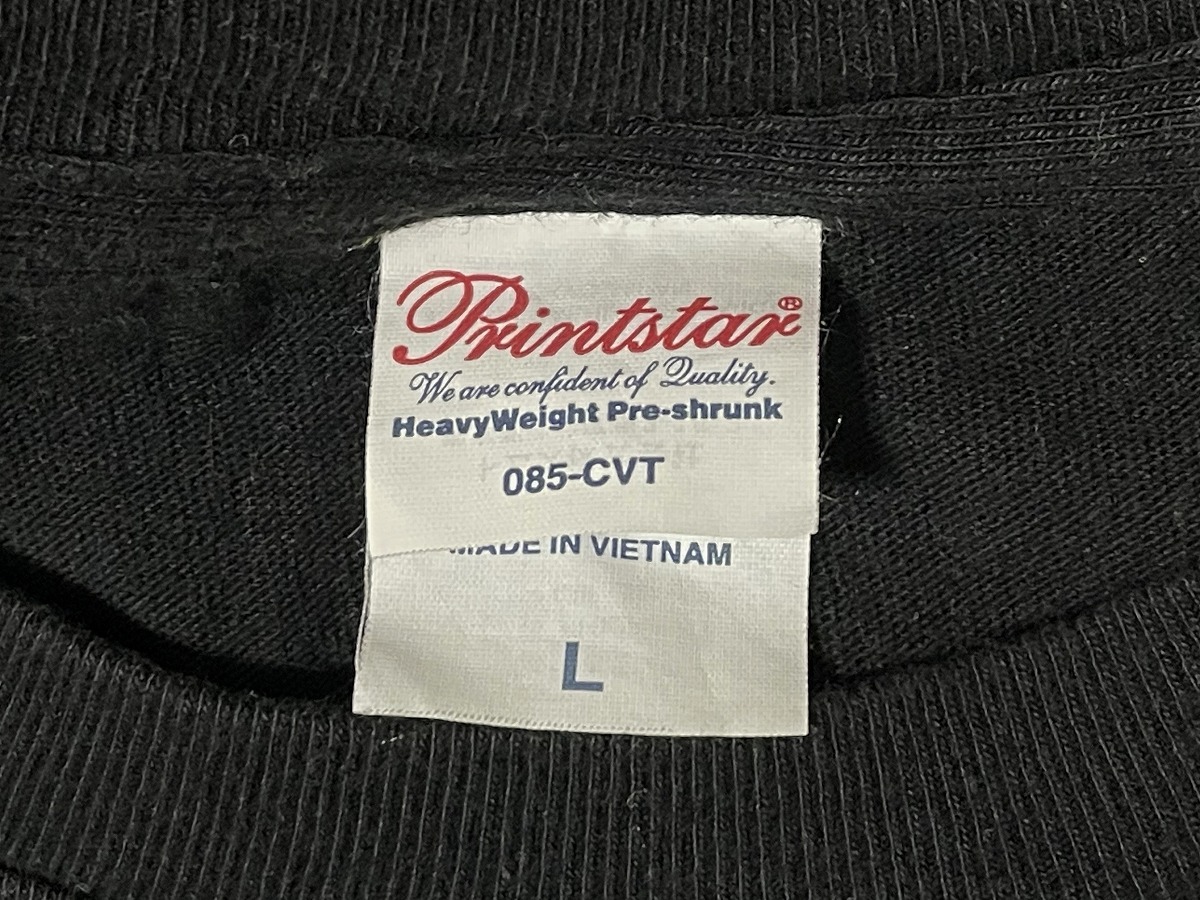 Printstar®
We are confident of Quality.
HeavyWeight Pre-shrunk
085-CVT
MADE IN VIETNAM
L